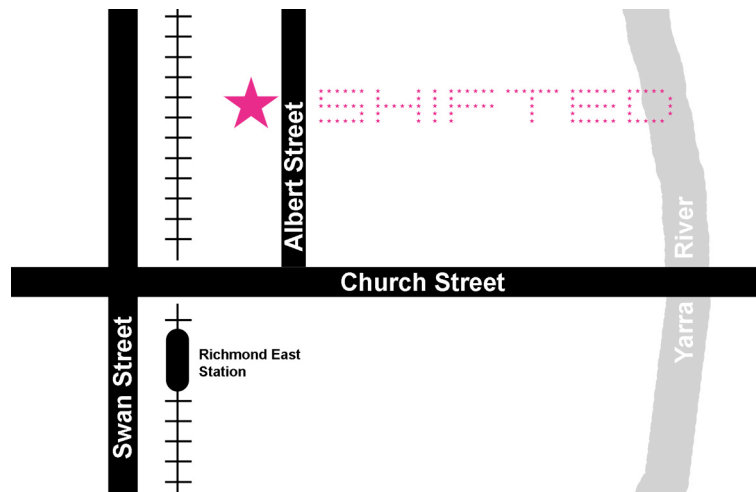 SHIFTED
Albert Street
Church Street
Yarra River
Swan Street
Richmond East
Station